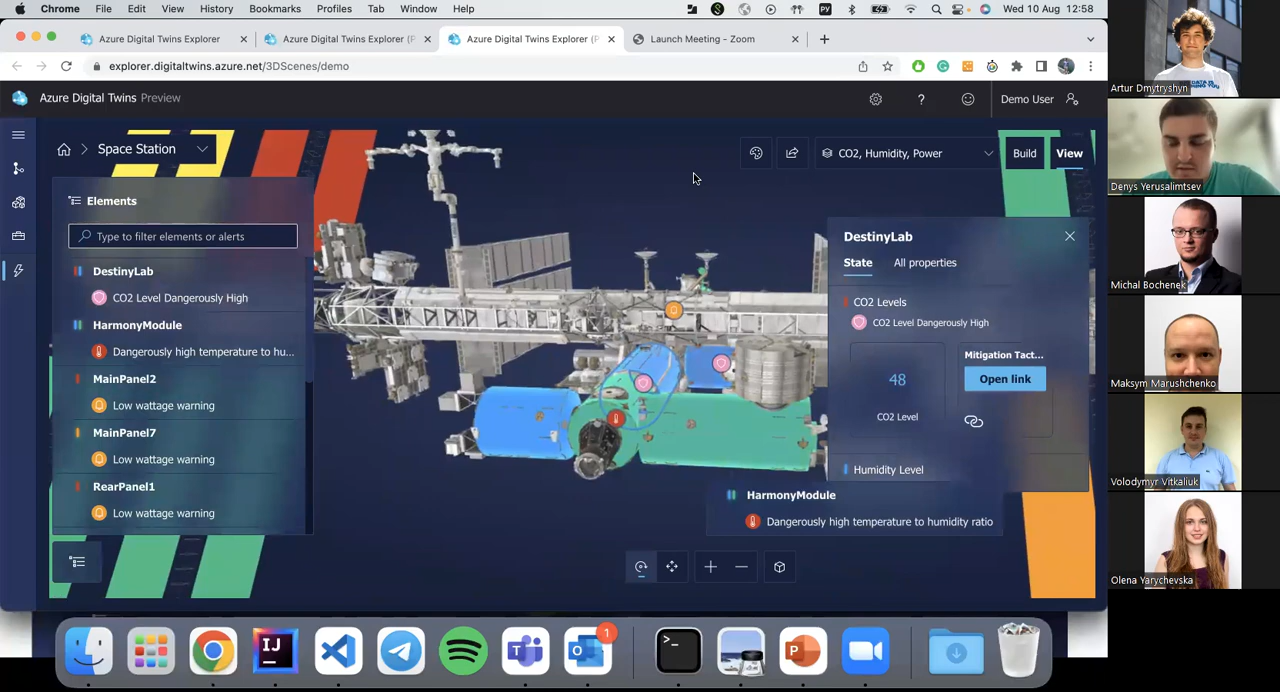 Chrome File Edit View History Bookmarks Profiles Tab Window Help Wed 10 Aug 12:58
Azure Digital Twins Explorer Azure Digital Twins Explorer (P Azure Digital Twins Explorer (P Launch Meeting - Zoom
explorer.digitaltwins.azure.net/3DScenes/demo
Azure Digital Twins Preview
? Demo User
Space Station
CO2, Humidity, Power
Build
View
Elements
Type to filter elements or alerts
DestinyLab
CO2 Level Dangerously High
HarmonyModule
Dangerously high temperature to hu...
MainPanel2
Low wattage warning
MainPanel7
Low wattage warning
RearPanel1
Low wattage warning
DestinyLab
State All properties
CO2 Levels
CO2 Level Dangerously High
48
CO2 Level
Mitigation Tact...
Open link
Humidity Level
HarmonyModule
Dangerously high temperature to humidity ratio
Artur Dmytryshyn
Denys Yerusalimtsev
Michal Bochenek
Maksym Marushchenko
Volodymyr Vitkaliuk
Olena Yarychevska
1